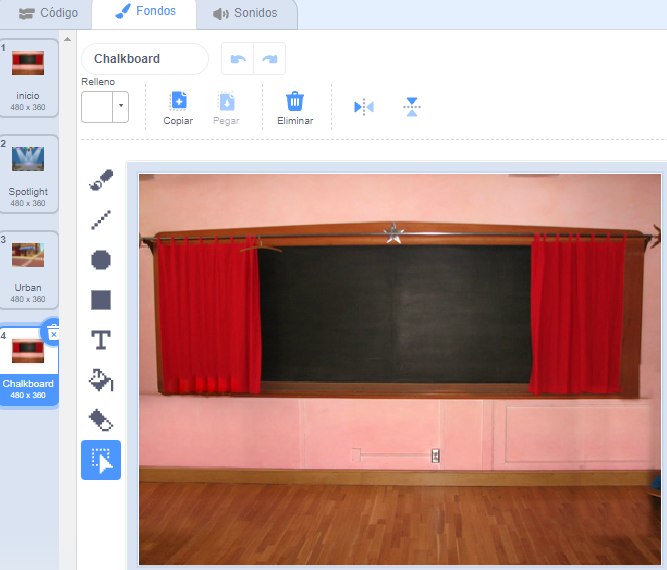 Código
Fondos
Sonidos
1
inicio
480 x 360
2
Spotlight
480 x 360
3
Urban
480 x 360
4
Chalkboard
480 x 360
Chalkboard
Relleno
Copiar
Pegar
Eliminar
T